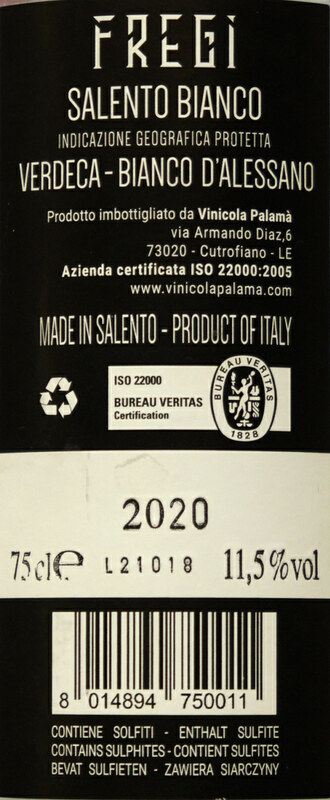 FREGI
SALENTO BIANCO
INDICAZIONE GEOGRAFICA PROTETTA
VERDECA - BIANCO D'ALESSANO
Prodotto imbottigliato da Vinicola Palamà
via Armando Diaz,6
73020 - Cutrofiano - LE
Azienda certificata ISO 22000:2005
www.vinicolapalama.com
MADE IN SALENTO - PRODUCT OF ITALY
ISO 22000
BUREAU VERITAS
Certification
BUREAU VERITAS
1828
2020
75cl e L21018 11,5%vol
8 014894 750011
CONTIENE SOLFITI - ENTHALT SULFITE
CONTAINS SULPHITES - CONTIENT SULFITES
BEVAT SULFIETEN - ZAWIERA SIARCZYNY